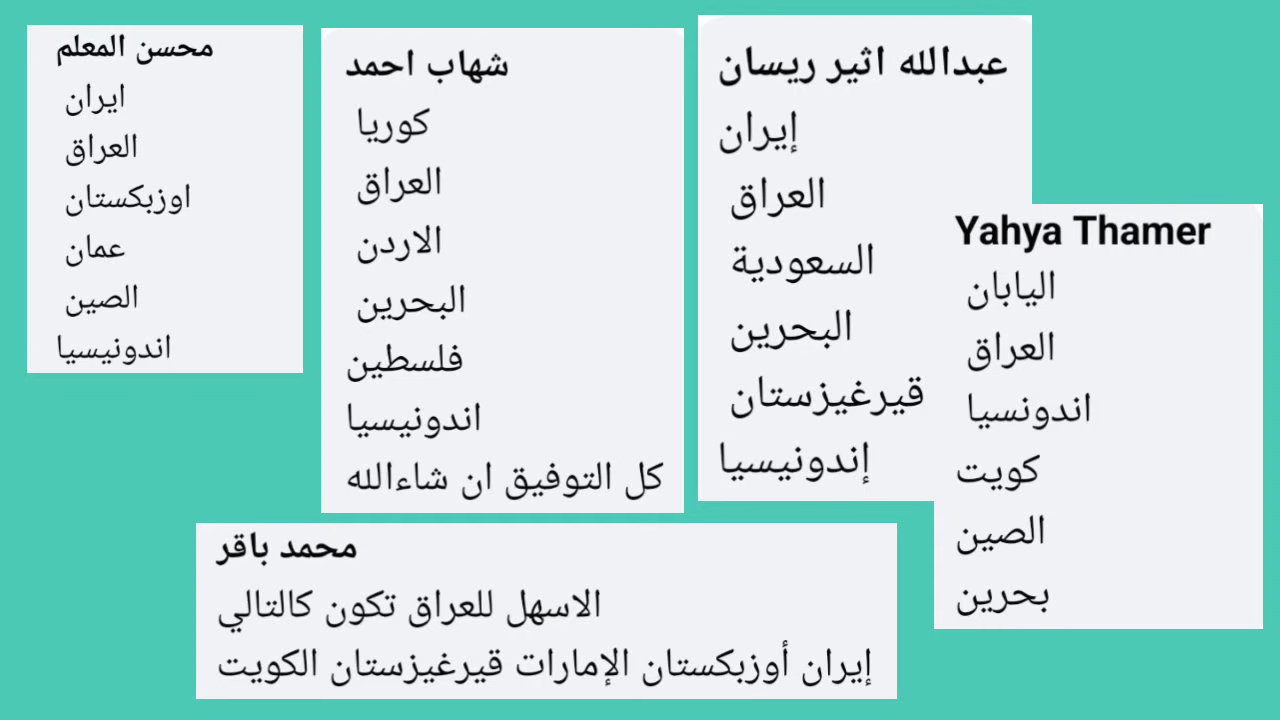 محسن المعلم
ايران
العراق
اوزبكستان
عمان
الصين
اندونيسيا
شهاب احمد
كوريا
العراق
الاردن
البحرين
فلسطين
اندونيسيا
كل التوفيق ان شاءالله
عبدالله اثير ريسان
إيران
العراق
السعودية
البحرين
قيرغيزستان
إندونيسيا
Yahya Thamer
اليابان
العراق
اندونسيا
كويت
الصين
بحرين
محمد باقر
الاسهل للعراق تكون كالتالي
إيران أوزبكستان الإمارات قيرغيزستان الكويت